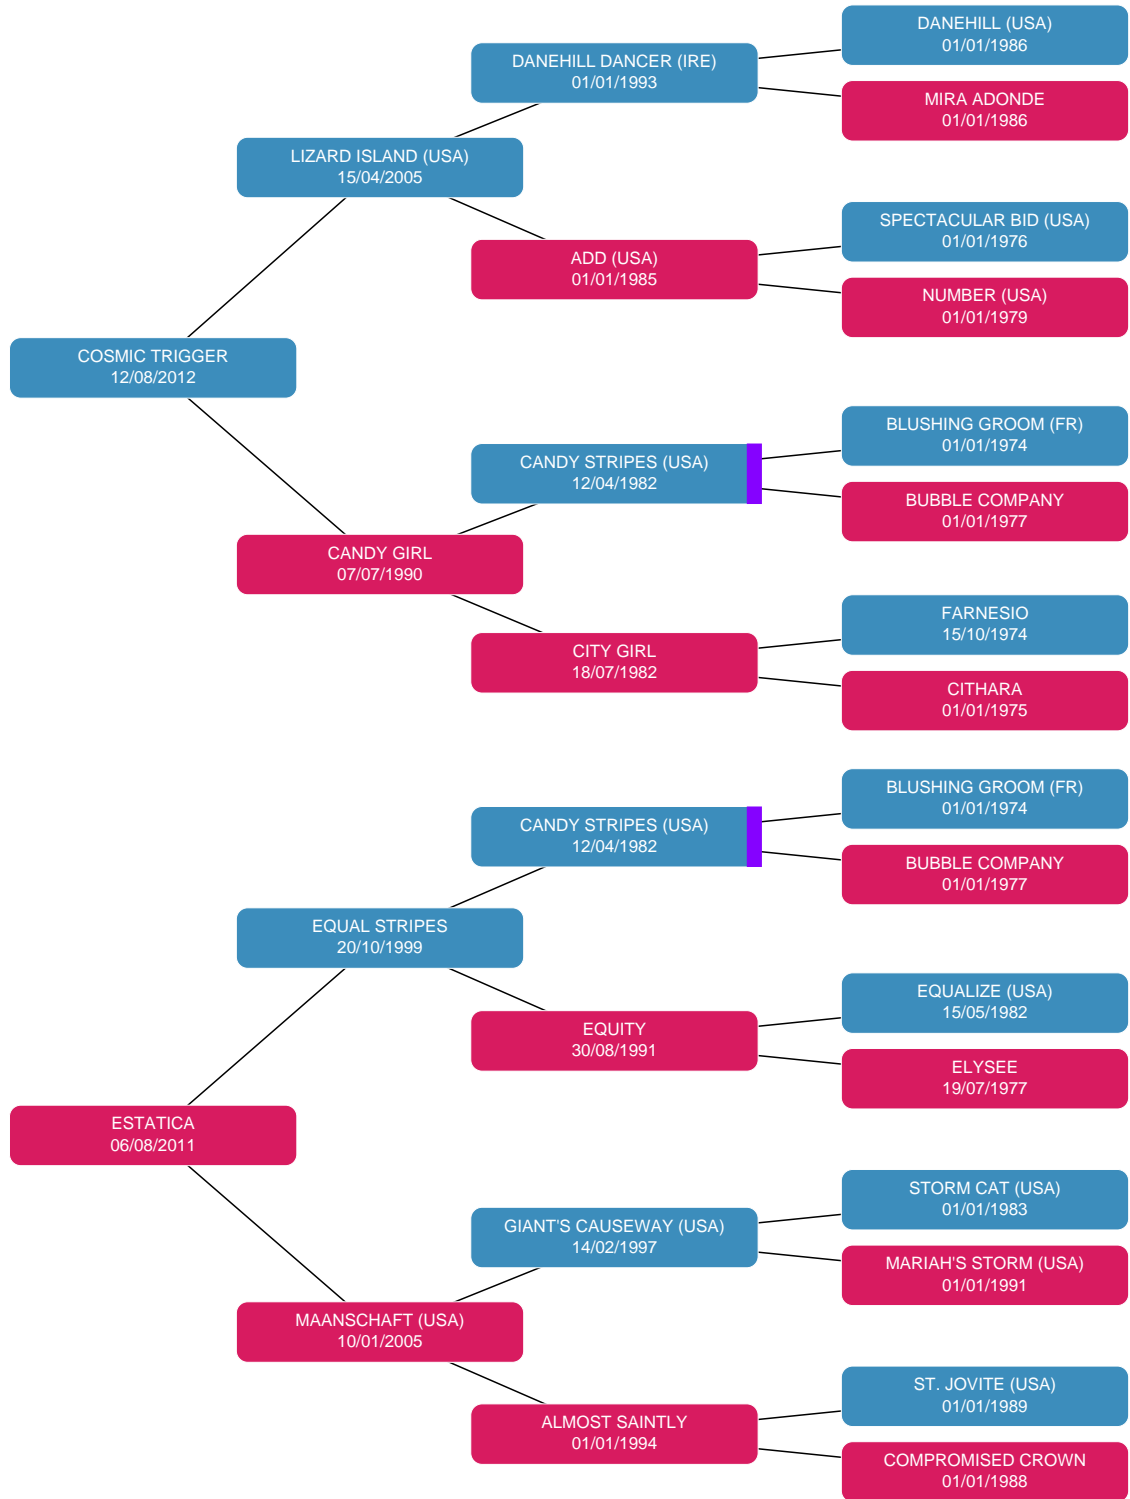 DANEHILL (USA)
01/01/1986
DANEHILL DANCER (IRE)
01/01/1993
MIRA ADONDE
01/01/1986
LIZARD ISLAND (USA)
15/04/2005
SPECTACULAR BID (USA)
01/01/1976
ADD (USA)
01/01/1985
NUMBER (USA)
01/01/1979
COSMIC TRIGGER
12/08/2012
BLUSHING GROOM (FR)
01/01/1974
CANDY STRIPES (USA)
12/04/1982
BUBBLE COMPANY
01/01/1977
CANDY GIRL
07/07/1990
FARNESIO
15/10/1974
CITY GIRL
18/07/1982
CITHARA
01/01/1975
BLUSHING GROOM (FR)
01/01/1974
CANDY STRIPES (USA)
12/04/1982
BUBBLE COMPANY
01/01/1977
EQUAL STRIPES
20/10/1999
EQUALIZE (USA)
15/05/1982
EQUITY
30/08/1991
ELYSEE
19/07/1977
ESTATICA
06/08/2011
STORM CAT (USA)
01/01/1983
GIANT'S CAUSEWAY (USA)
14/02/1997
MARIAH'S STORM (USA)
01/01/1991
MAANSCHAFT (USA)
10/01/2005
ST. JOVITE (USA)
01/01/1989
ALMOST SAINTLY
01/01/1994
COMPROMISED CROWN
01/01/1988